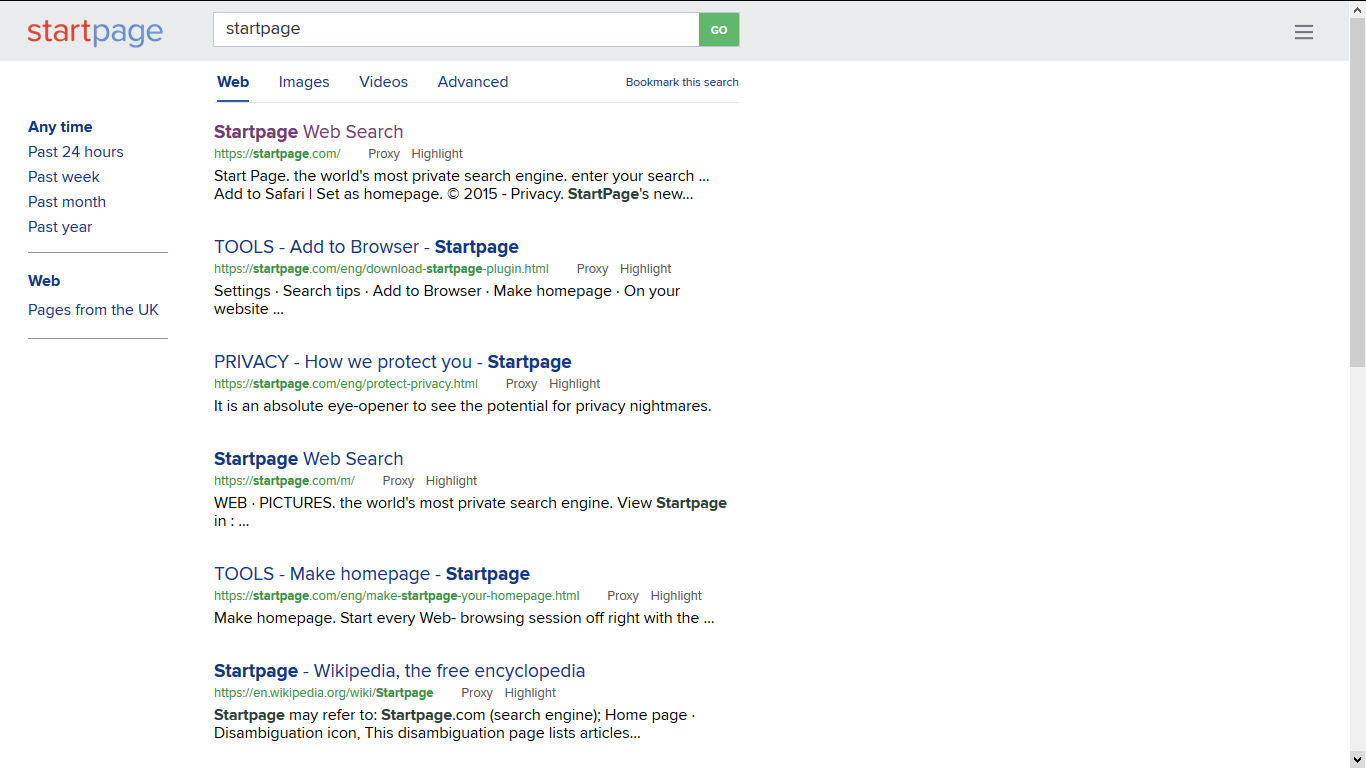 startpage
startpage
GO
Web Images Videos Advanced Bookmark this search
Any time
Past 24 hours
Past week
Past month
Past year
Web
Pages from the UK
Startpage Web Search
https://startpage.com/ Proxy Highlight
Start Page. the world's most private search engine. enter your search ...
Add to Safari | Set as homepage. © 2015 - Privacy. StartPage's new...
TOOLS - Add to Browser - Startpage
https://startpage.com/eng/download-startpage-plugin.html Proxy Highlight
Settings · Search tips · Add to Browser · Make homepage · On your
website ...
PRIVACY - How we protect you - Startpage
https://startpage.com/eng/protect-privacy.html Proxy Highlight
It is an absolute eye-opener to see the potential for privacy nightmares.
Startpage Web Search
https://startpage.com/m/ Proxy Highlight
WEB · PICTURES. the world's most private search engine. View Startpage
in : ...
TOOLS - Make homepage - Startpage
https://startpage.com/eng/make-startpage-your-homepage.html Proxy Highlight
Make homepage. Start every Web- browsing session off right with the ...
Startpage - Wikipedia, the free encyclopedia
https://en.wikipedia.org/wiki/Startpage Proxy Highlight
Startpage may refer to: Startpage.com (search engine); Home page ·
Disambiguation icon, This disambiguation page lists articles...